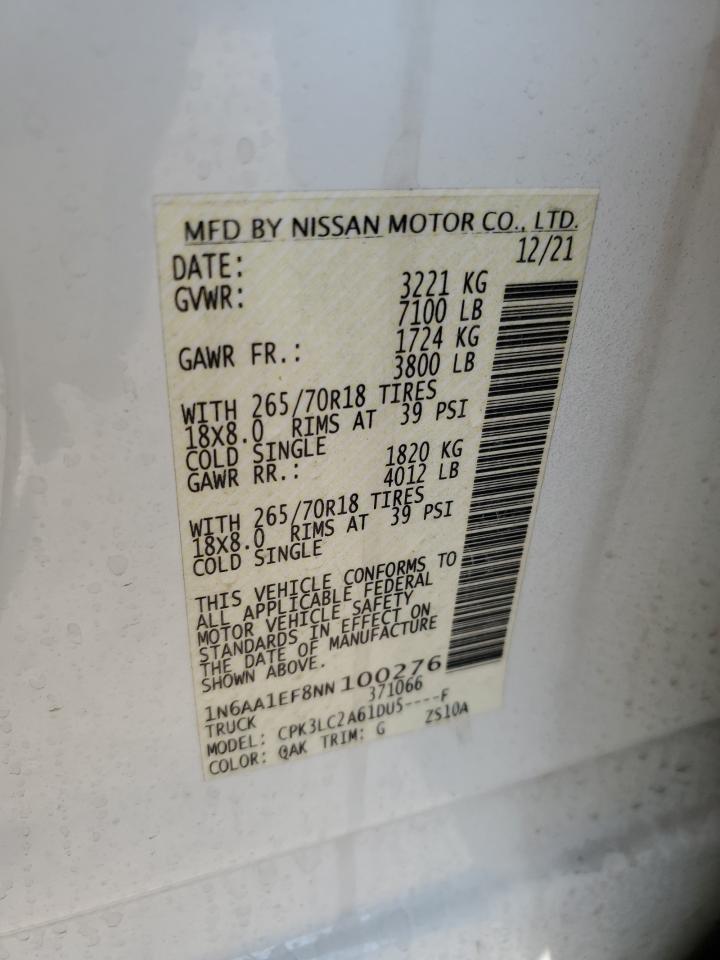 MFD BY NISSAN MOTOR CO., LTD.
DATE: 12/21
GVWR: 3221 KG
7100 LB
GAWR FR.: 1724 KG
3800 LB
WITH 265/70R18 TIRES
18X8.0 RIMS AT 39 PSI
COLD SINGLE
GAWR RR.: 1820 KG
4012 LB
WITH 265/70R18 TIRES
18X8.0 RIMS AT 39 PSI
COLD SINGLE
THIS VEHICLE CONFORMS TO
ALL APPLICABLE FEDERAL
MOTOR VEHICLE SAFETY
STANDARDS IN EFFECT ON
THE DATE OF MANUFACTURE
SHOWN ABOVE.
1N6AA1EF8NN100276
TRUCK 371066
MODEL: CPK3LC2A61DU5----F
COLOR: QAK TRIM: G ZS10A